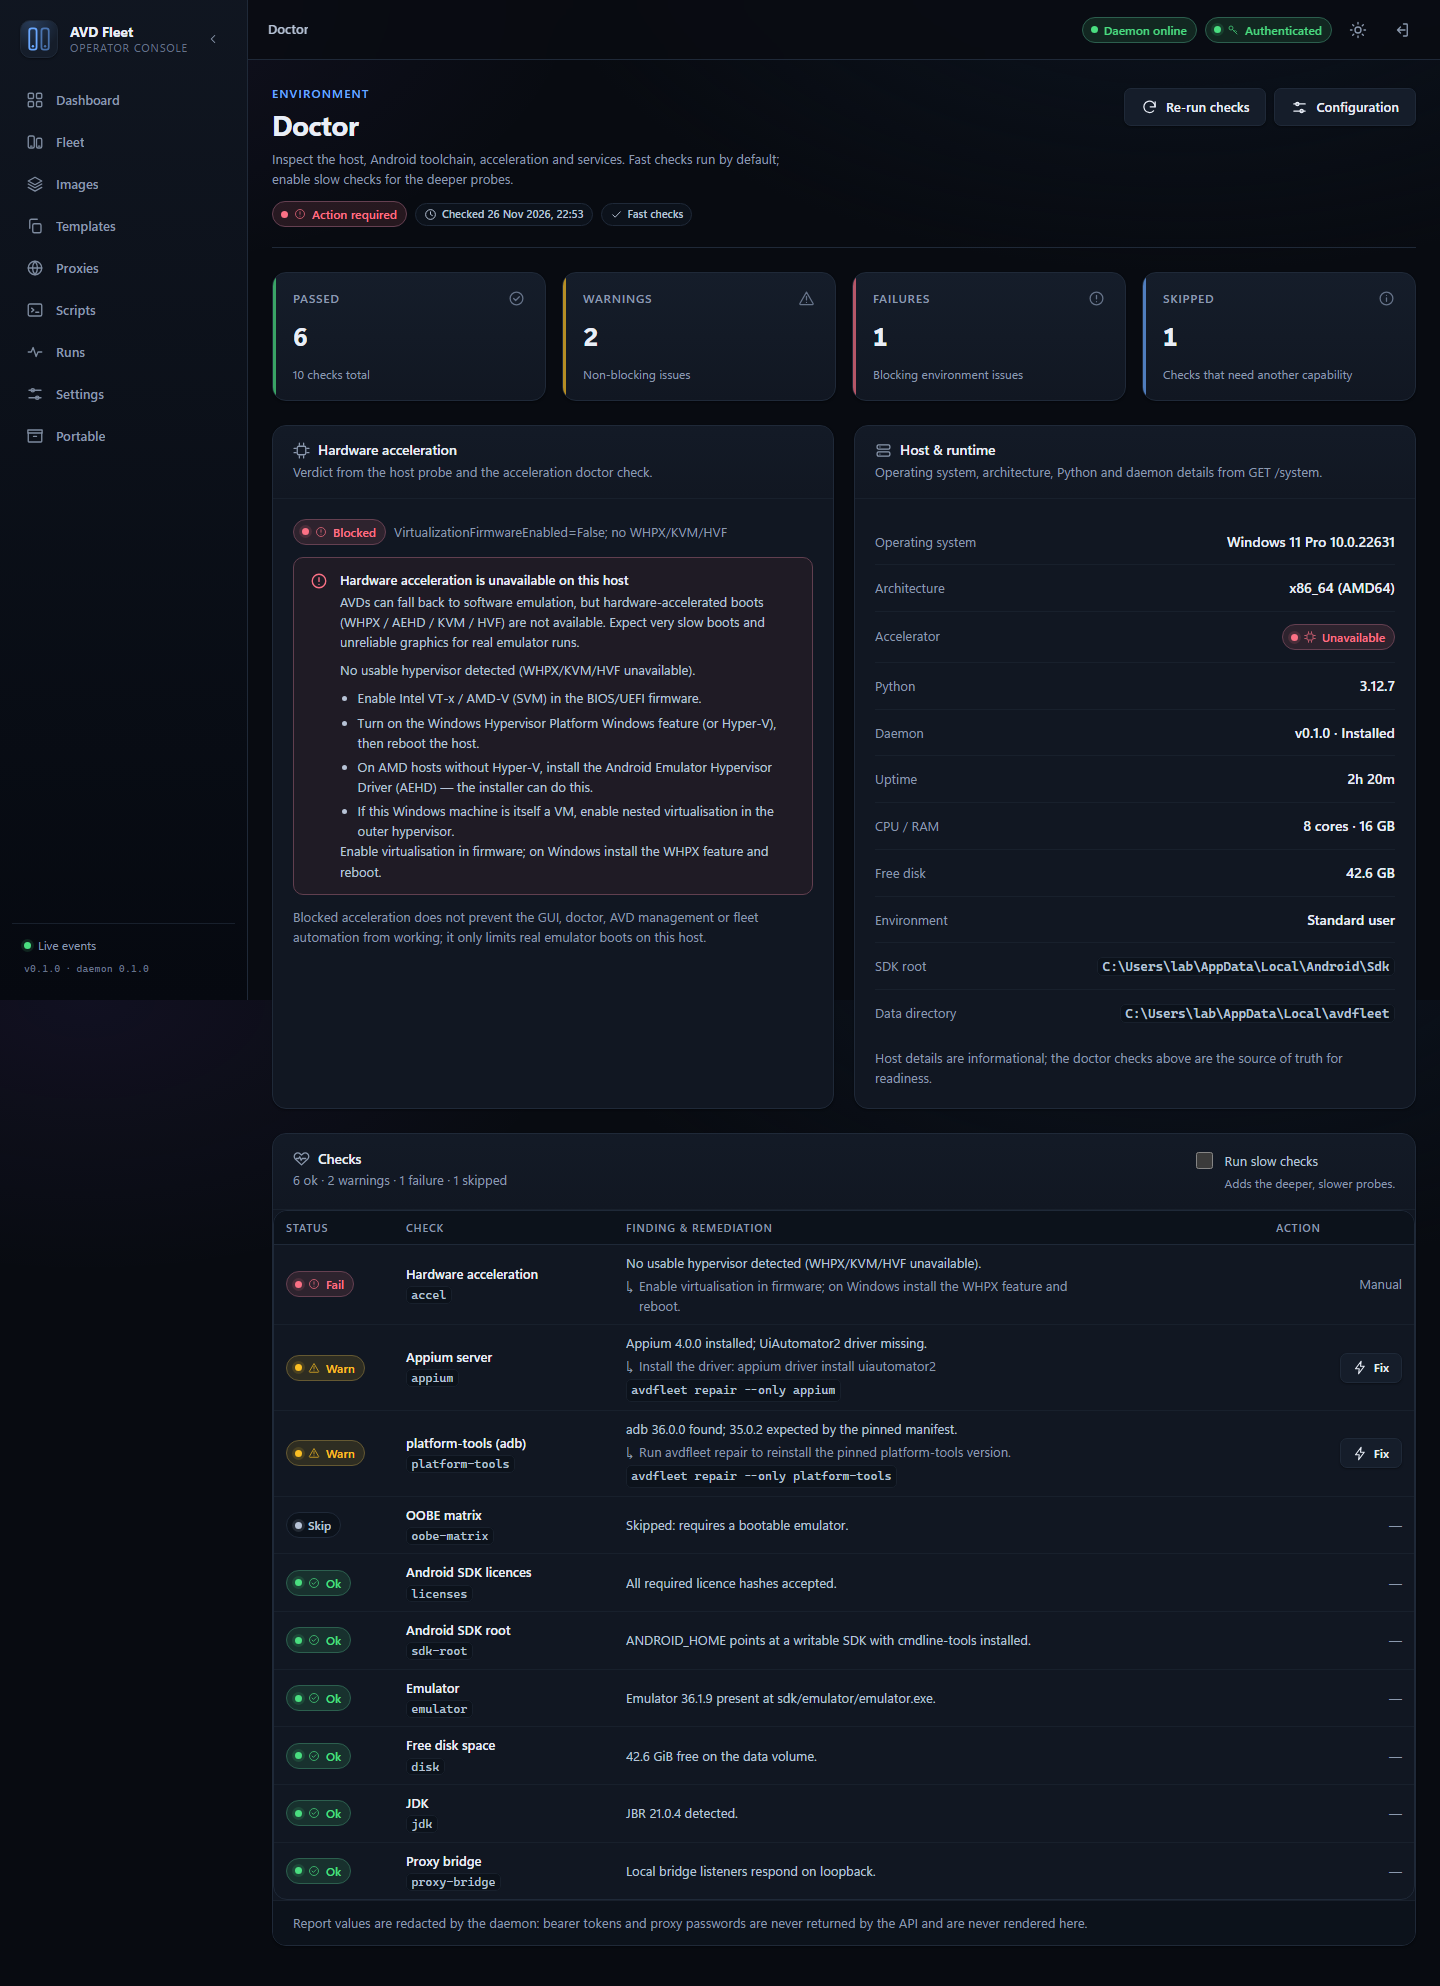 AVD Fleet
OPERATOR CONSOLE
Dashboard
Fleet
Images
Templates
Proxies
Scripts
Runs
Settings
Portable
Live events
v0.1.0 · daemon 0.1.0
Doctor
Daemon online
Authenticated
ENVIRONMENT
Doctor
Inspect the host, Android toolchain, acceleration and services. Fast checks run by default;
enable slow checks for the deeper probes.
Action required
Checked 26 Nov 2026, 22:53
Fast checks
Re-run checks
Configuration
PASSED
6
10 checks total
WARNINGS
2
Non-blocking issues
FAILURES
1
Blocking environment issues
SKIPPED
1
Checks that need another capability
Hardware acceleration
Verdict from the host probe and the acceleration doctor check.
Blocked
VirtualizationFirmwareEnabled=False; no WHPX/KVM/HVF
Hardware acceleration is unavailable on this host
AVDs can fall back to software emulation, but hardware-accelerated boots
(WHPX / AEHD / KVM / HVF) are not available. Expect very slow boots and
unreliable graphics for real emulator runs.
No usable hypervisor detected (WHPX/KVM/HVF unavailable).
• Enable Intel VT-x / AMD-V (SVM) in the BIOS/UEFI firmware.
• Turn on the Windows Hypervisor Platform Windows feature (or Hyper-V),
then reboot the host.
• On AMD hosts without Hyper-V, install the Android Emulator Hypervisor
Driver (AEHD) — the installer can do this.
• If this Windows machine is itself a VM, enable nested virtualisation in the
outer hypervisor.
Enable virtualisation in firmware; on Windows install the WHPX feature and
reboot.
Blocked acceleration does not prevent the GUI, doctor, AVD management or fleet
automation from working; it only limits real emulator boots on this host.
Host & runtime
Operating system, architecture, Python and daemon details from GET /system.
Operating system
Windows 11 Pro 10.0.22631
Architecture
x86_64 (AMD64)
Accelerator
Unavailable
Python
3.12.7
Daemon
v0.1.0 · Installed
Uptime
2h 20m
CPU / RAM
8 cores · 16 GB
Free disk
42.6 GB
Environment
Standard user
SDK root
C:\Users\lab\AppData\Local\Android\Sdk
Data directory
C:\Users\lab\AppData\Local\avdfleet
Host details are informational; the doctor checks above are the source of truth for
readiness.
Checks
6 ok · 2 warnings · 1 failure · 1 skipped
Run slow checks
Adds the deeper, slower probes.
STATUS
CHECK
FINDING & REMEDIATION
ACTION
Fail
Hardware acceleration
accel
No usable hypervisor detected (WHPX/KVM/HVF unavailable).
↳ Enable virtualisation in firmware; on Windows install the WHPX feature and
reboot.
Manual
Warn
Appium server
appium
Appium 4.0.0 installed; UiAutomator2 driver missing.
↳ Install the driver: appium driver install uiautomator2
avdfleet repair --only appium
Fix
Warn
platform-tools (adb)
platform-tools
adb 36.0.0 found; 35.0.2 expected by the pinned manifest.
↳ Run avdfleet repair to reinstall the pinned platform-tools version.
avdfleet repair --only platform-tools
Fix
Skip
OOBE matrix
oobe-matrix
Skipped: requires a bootable emulator.
—
Ok
Android SDK licences
licenses
All required licence hashes accepted.
—
Ok
Android SDK root
sdk-root
ANDROID_HOME points at a writable SDK with cmdline-tools installed.
—
Ok
Emulator
emulator
Emulator 36.1.9 present at sdk/emulator/emulator.exe.
—
Ok
Free disk space
disk
42.6 GiB free on the data volume.
—
Ok
JDK
jdk
JBR 21.0.4 detected.
—
Ok
Proxy bridge
proxy-bridge
Local bridge listeners respond on loopback.
—
Report values are redacted by the daemon: bearer tokens and proxy passwords are never returned by the API and are never rendered here.